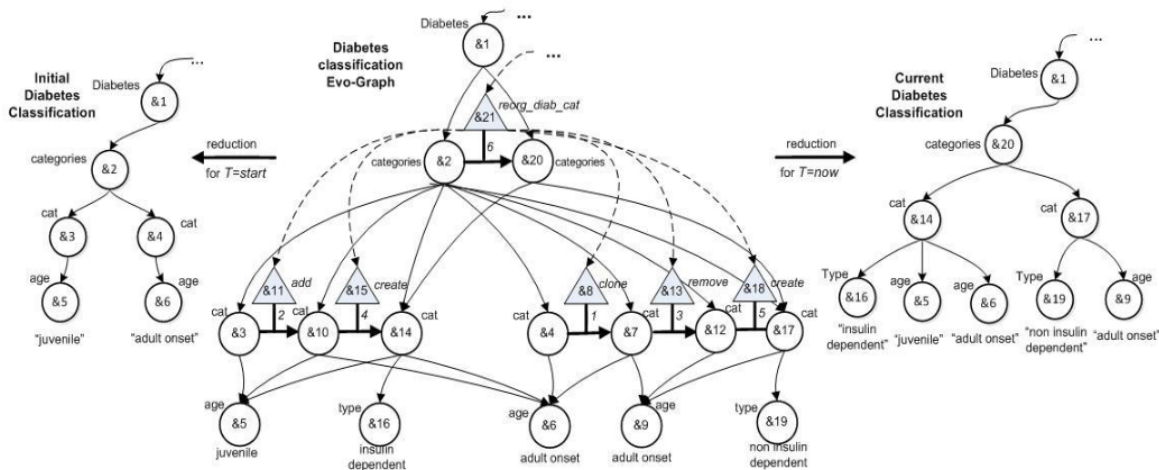 Initial
Diabetes
Classification
...
Diabetes
&1
categories
&2
cat
cat
&3
&4
age
age
&5
&6
"juvenile"
"adult onset"
reduction
for T=start
Diabetes
classification
Evo-Graph
...
Diabetes
&1
...
reorg_diab_cat
&21
6
categories
&2
&20
categories
&11
add
&15
create
&8
clone
&13
remove
&18
create
cat
2
cat
4
cat
cat
1
cat
3
cat
5
cat
&3
&10
&14
&4
&7
&12
&17
age
&5
type
&16
age
&6
age
&9
type
&19
juvenile
insulin
dependent
adult onset
adult onset
non insulin
dependent
reduction
for T=now
Current
Diabetes
Classification
...
Diabetes
&1
categories
&20
cat
cat
&14
&17
Type
age
age
Type
age
&16
&5
&6
&19
&9
"insulin
dependent"
"juvenile"
"adult onset"
"non insulin
dependent"
"adult onset"